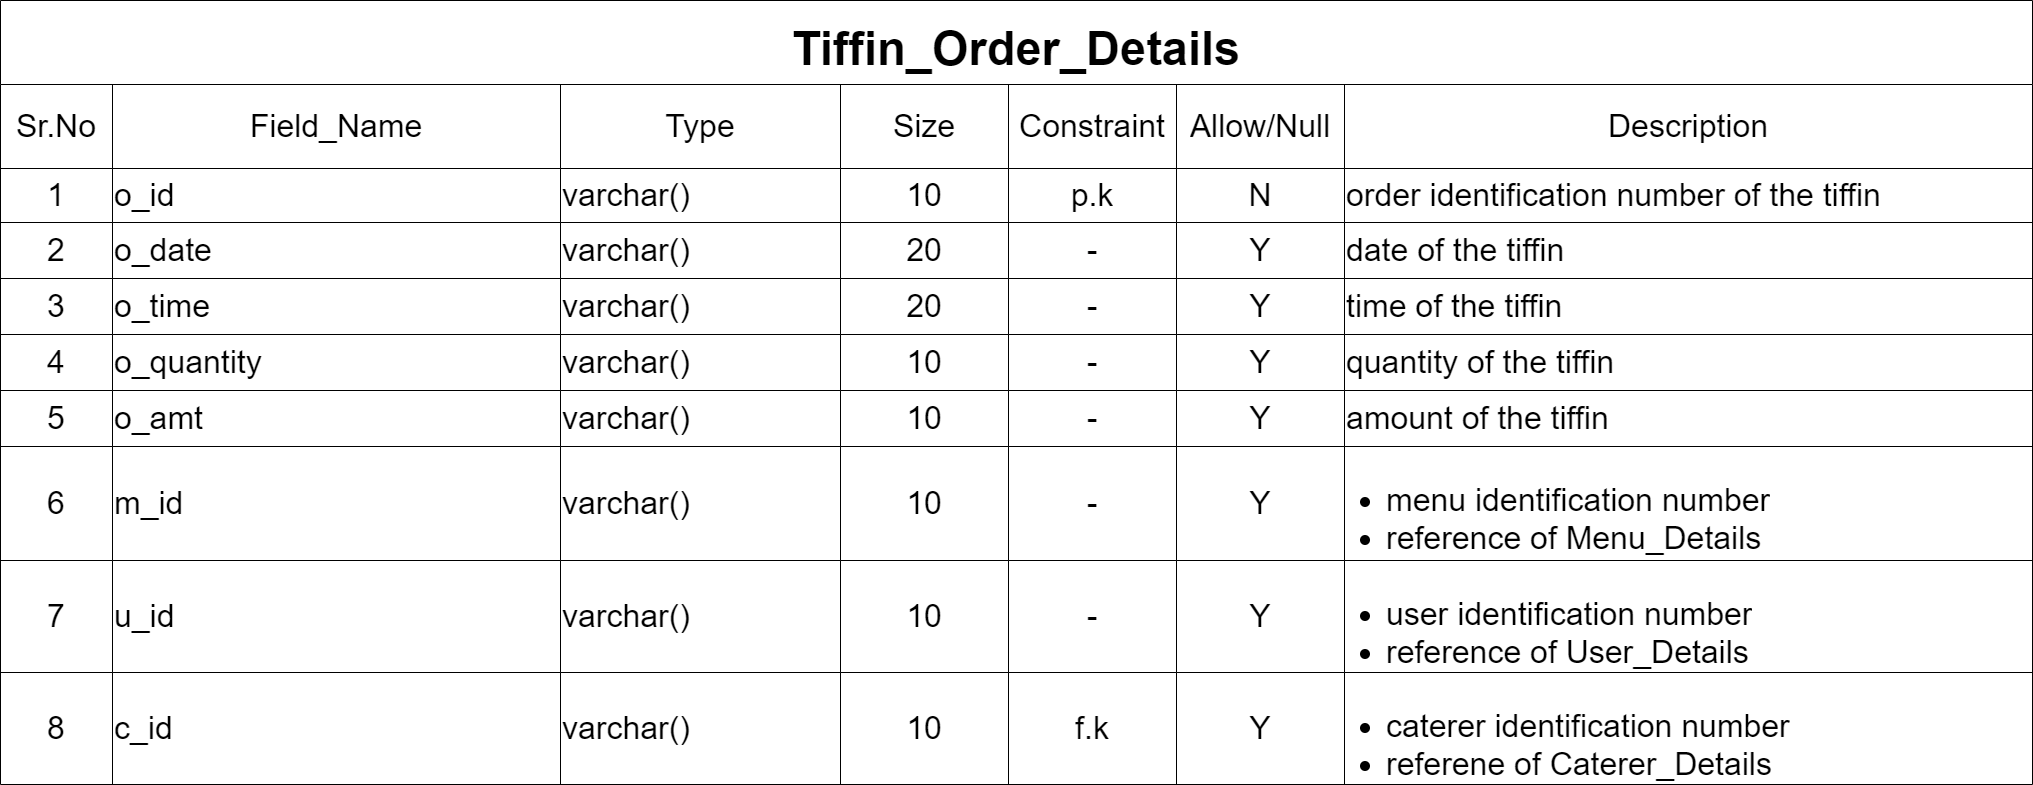 Tiffin_Order_Details
Sr.No Field_Name Type Size Constraint Allow/Null Description
1 o_id varchar() 10 p.k N order identification number of the tiffin
2 o_date varchar() 20 - Y date of the tiffin
3 o_time varchar() 20 - Y time of the tiffin
4 o_quantity varchar() 10 - Y quantity of the tiffin
5 o_amt varchar() 10 - Y amount of the tiffin
6 m_id varchar() 10 - Y • menu identification number
• reference of Menu_Details
7 u_id varchar() 10 - Y • user identification number
• reference of User_Details
8 c_id varchar() 10 f.k Y • caterer identification number
• referene of Caterer_Details